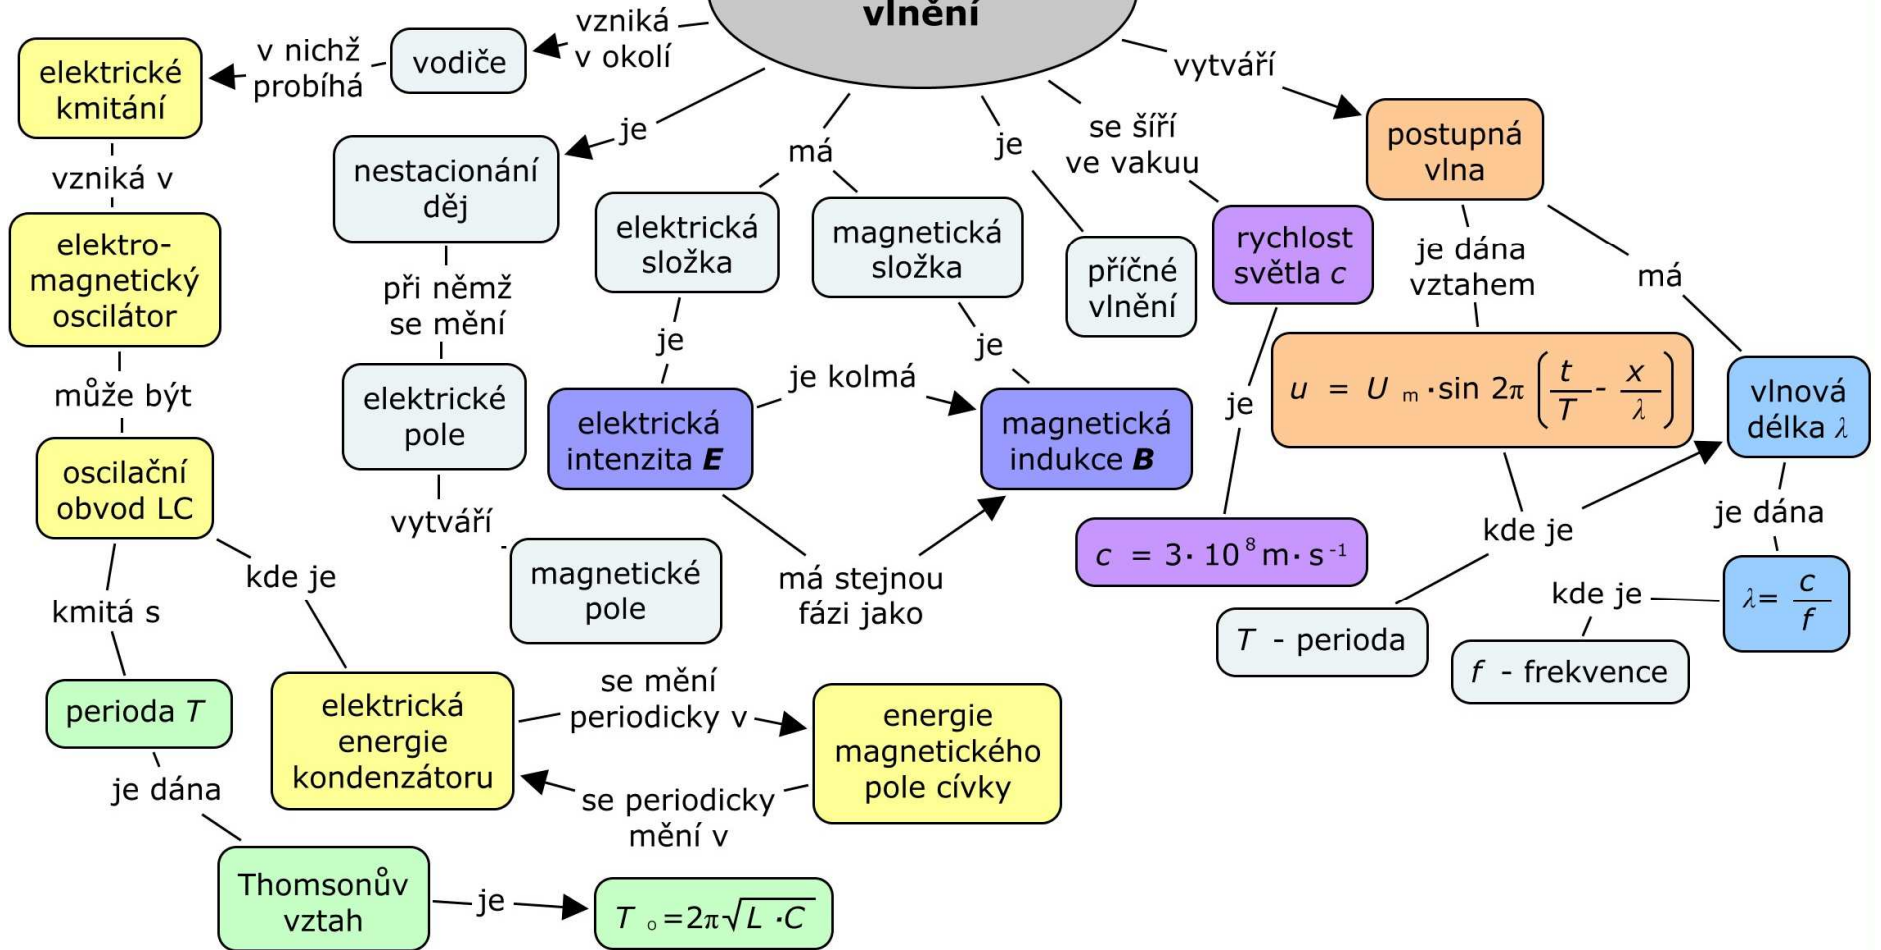 vlnění
vzniká
v okolí
vodiče
v nichž
probíhá
elektrické
kmitání
vzniká v
elektro-
magnetický
oscilátor
může být
oscilační
obvod LC
kmitá s
perioda T
je dána
Thomsonův
vztah
je
T o = 2π√L · C
kde je
elektrická
energie
kondenzátoru
se mění
periodicky v
energie
magnetického
pole cívky
se periodicky
mění v
je
nestacionání
děj
při němž
se mění
elektrické
pole
vytváří
magnetické
pole
má
elektrická
složka
je
elektrická
intenzita E
magnetická
složka
je
magnetická
indukce B
je kolmá
má stejnou
fázi jako
je
příčné
vlnění
se šíří
ve vakuu
rychlost
světla c
je
c = 3· 10⁸ m· s⁻¹
vytváří
postupná
vlna
je dána
vztahem
u = U m ·sin 2π (t/T - x/λ)
kde je
T - perioda
má
vlnová
délka λ
je dána
λ= c/f
kde je
f - frekvence